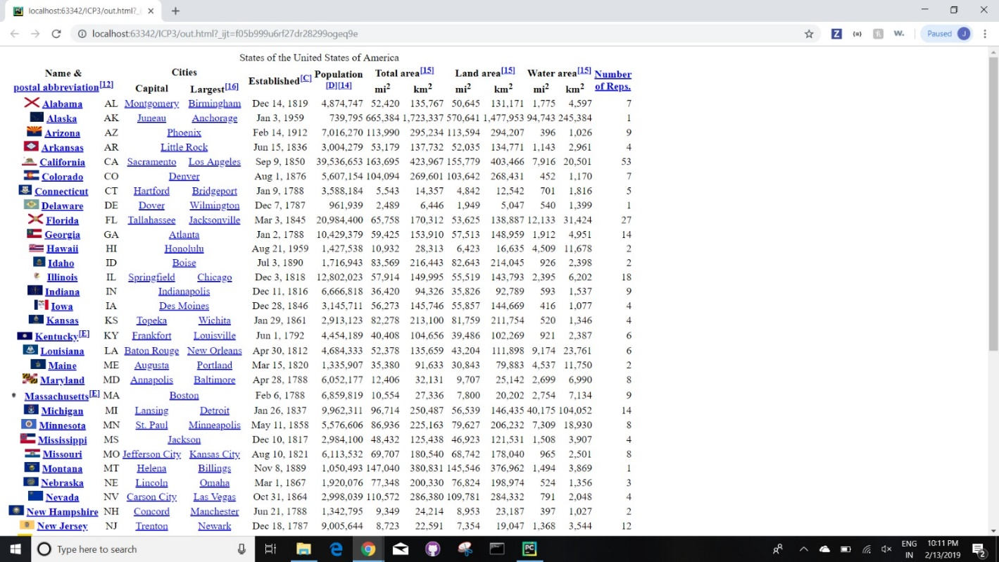 localhost:63342/ICP3/out.html?_i
localhost:63342/ICP3/out.html?_ijt=f05b999u6rf27dr28299ogeq9e
Z W. Paused J
States of the United States of America
Name & postal abbreviation[12] Cities Established[C] Population[D][14] Total area[15] Land area[15] Water area[15] Number of Reps.
Capital Largest[16] mi2 km2 mi2 km2 mi2 km2
Alabama AL Montgomery Birmingham Dec 14, 1819 4,874,747 52,420 135,767 50,645 131,171 1,775 4,597 7
Alaska AK Juneau Anchorage Jan 3, 1959 739,795 665,384 1,723,337 570,641 1,477,953 94,743 245,384 1
Arizona AZ Phoenix Feb 14, 1912 7,016,270 113,990 295,234 113,594 294,207 396 1,026 9
Arkansas AR Little Rock Jun 15, 1836 3,004,279 53,179 137,732 52,035 134,771 1,143 2,961 4
California CA Sacramento Los Angeles Sep 9, 1850 39,536,653 163,695 423,967 155,779 403,466 7,916 20,501 53
Colorado CO Denver Aug 1, 1876 5,607,154 104,094 269,601 103,642 268,431 452 1,170 7
Connecticut CT Hartford Bridgeport Jan 9, 1788 3,588,184 5,543 14,357 4,842 12,542 701 1,816 5
Delaware DE Dover Wilmington Dec 7, 1787 961,939 2,489 6,446 1,949 5,047 540 1,399 1
Florida FL Tallahassee Jacksonville Mar 3, 1845 20,984,400 65,758 170,312 53,625 138,887 12,133 31,424 27
Georgia GA Atlanta Jan 2, 1788 10,429,379 59,425 153,910 57,513 148,959 1,912 4,951 14
Hawaii HI Honolulu Aug 21, 1959 1,427,538 10,932 28,313 6,423 16,635 4,509 11,678 2
Idaho ID Boise Jul 3, 1890 1,716,943 83,569 216,443 82,643 214,045 926 2,398 2
Illinois IL Springfield Chicago Dec 3, 1818 12,802,023 57,914 149,995 55,519 143,793 2,395 6,202 18
Indiana IN Indianapolis Dec 11, 1816 6,666,818 36,420 94,326 35,826 92,789 593 1,537 9
Iowa IA Des Moines Dec 28, 1846 3,145,711 56,273 145,746 55,857 144,669 416 1,077 4
Kansas KS Topeka Wichita Jan 29, 1861 2,913,123 82,278 213,100 81,759 211,754 520 1,346 4
Kentucky[E] KY Frankfort Louisville Jun 1, 1792 4,454,189 40,408 104,656 39,486 102,269 921 2,387 6
Louisiana LA Baton Rouge New Orleans Apr 30, 1812 4,684,333 52,378 135,659 43,204 111,898 9,174 23,761 6
Maine ME Augusta Portland Mar 15, 1820 1,335,907 35,380 91,633 30,843 79,883 4,537 11,750 2
Maryland MD Annapolis Baltimore Apr 28, 1788 6,052,177 12,406 32,131 9,707 25,142 2,699 6,990 8
Massachusetts[E] MA Boston Feb 6, 1788 6,859,819 10,554 27,336 7,800 20,202 2,754 7,134 9
Michigan MI Lansing Detroit Jan 26, 1837 9,962,311 96,714 250,487 56,539 146,435 40,175 104,052 14
Minnesota MN St. Paul Minneapolis May 11, 1858 5,576,606 86,936 225,163 79,627 206,232 7,309 18,930 8
Mississippi MS Jackson Dec 10, 1817 2,984,100 48,432 125,438 46,923 121,531 1,508 3,907 4
Missouri MO Jefferson City Kansas City Aug 10, 1821 6,113,532 69,707 180,540 68,742 178,040 965 2,501 8
Montana MT Helena Billings Nov 8, 1889 1,050,493 147,040 380,831 145,546 376,962 1,494 3,869 1
Nebraska NE Lincoln Omaha Mar 1, 1867 1,920,076 77,348 200,330 76,824 198,974 524 1,356 3
Nevada NV Carson City Las Vegas Oct 31, 1864 2,998,039 110,572 286,380 109,781 284,332 791 2,048 4
New Hampshire NH Concord Manchester Jun 21, 1788 1,342,795 9,349 24,214 8,953 23,187 397 1,027 2
New Jersey NJ Trenton Newark Dec 18, 1787 9,005,644 8,723 22,591 7,354 19,047 1,368 3,544 12
Type here to search PC ENG 10:11 PM
IN 2/13/2019 2